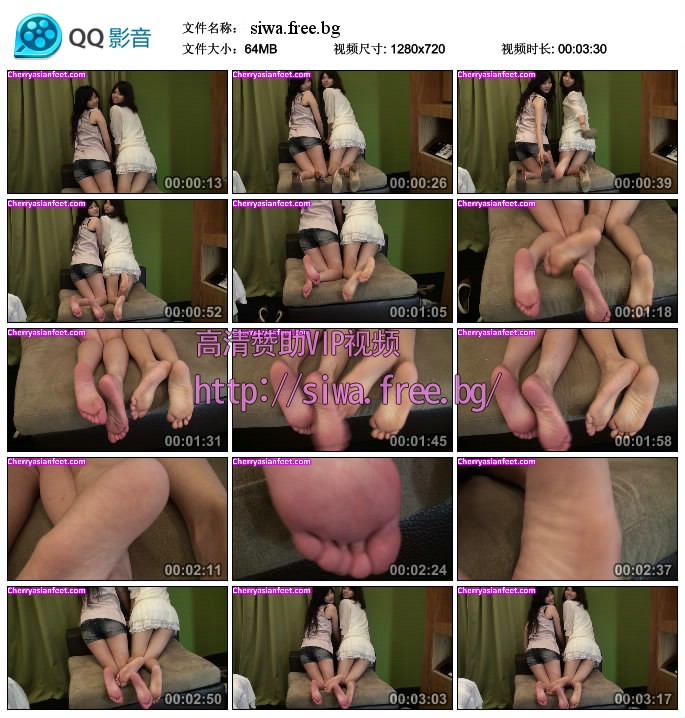 QQ影音
文件名称: siwa.free.bg
文件大小: 64MB 视频尺寸: 1280x720 视频时长: 00:03:30
Cherryasianfeet.com Cherryasianfeet.com Cherryasianfeet.com
00:00:13 00:00:26 00:00:39
Cherryasianfeet.com Cherryasianfeet.com Cherryasianfeet.com
00:00:52 00:01:05 00:01:18
Cherryasianfeet.com Cherryasianfeet.com Cherryasianfeet.com
高清赞助VIP视频
http://siwa.free.bg/
00:01:31 00:01:45 00:01:58
Cherryasianfeet.com Cherryasianfeet.com Cherryasianfeet.com
00:02:11 00:02:24 00:02:37
Cherryasianfeet.com Cherryasianfeet.com Cherryasianfeet.com
00:02:50 00:03:03 00:03:17